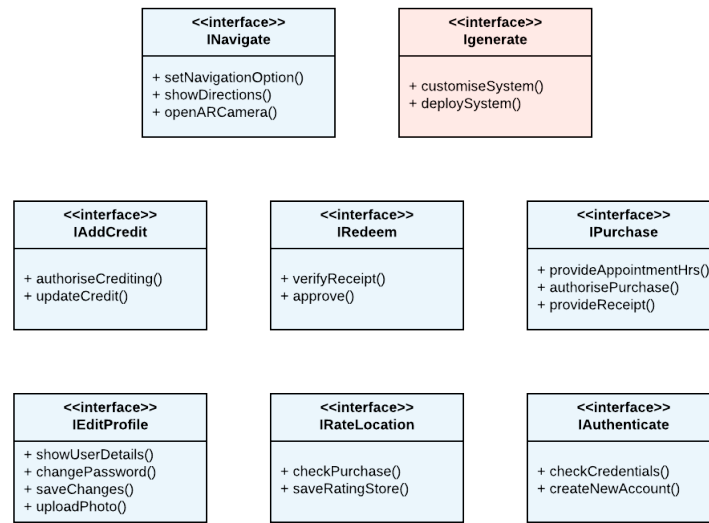 <<interface>>
INavigate
+ setNavigationOption()
+ showDirections()
+ openARCamera()
<<interface>>
Igenerate
+ customiseSystem()
+ deploySystem()
<<interface>>
IAddCredit
+ authoriseCrediting()
+ updateCredit()
<<interface>>
IRedeem
+ verifyReceipt()
+ approve()
<<interface>>
IPurchase
+ provideAppointmentHrs()
+ authorisePurchase()
+ provideReceipt()
<<interface>>
IEditProfile
+ showUserDetails()
+ changePassword()
+ saveChanges()
+ uploadPhoto()
<<interface>>
IRateLocation
+ checkPurchase()
+ saveRatingStore()
<<interface>>
IAuthenticate
+ checkCredentials()
+ createNewAccount()